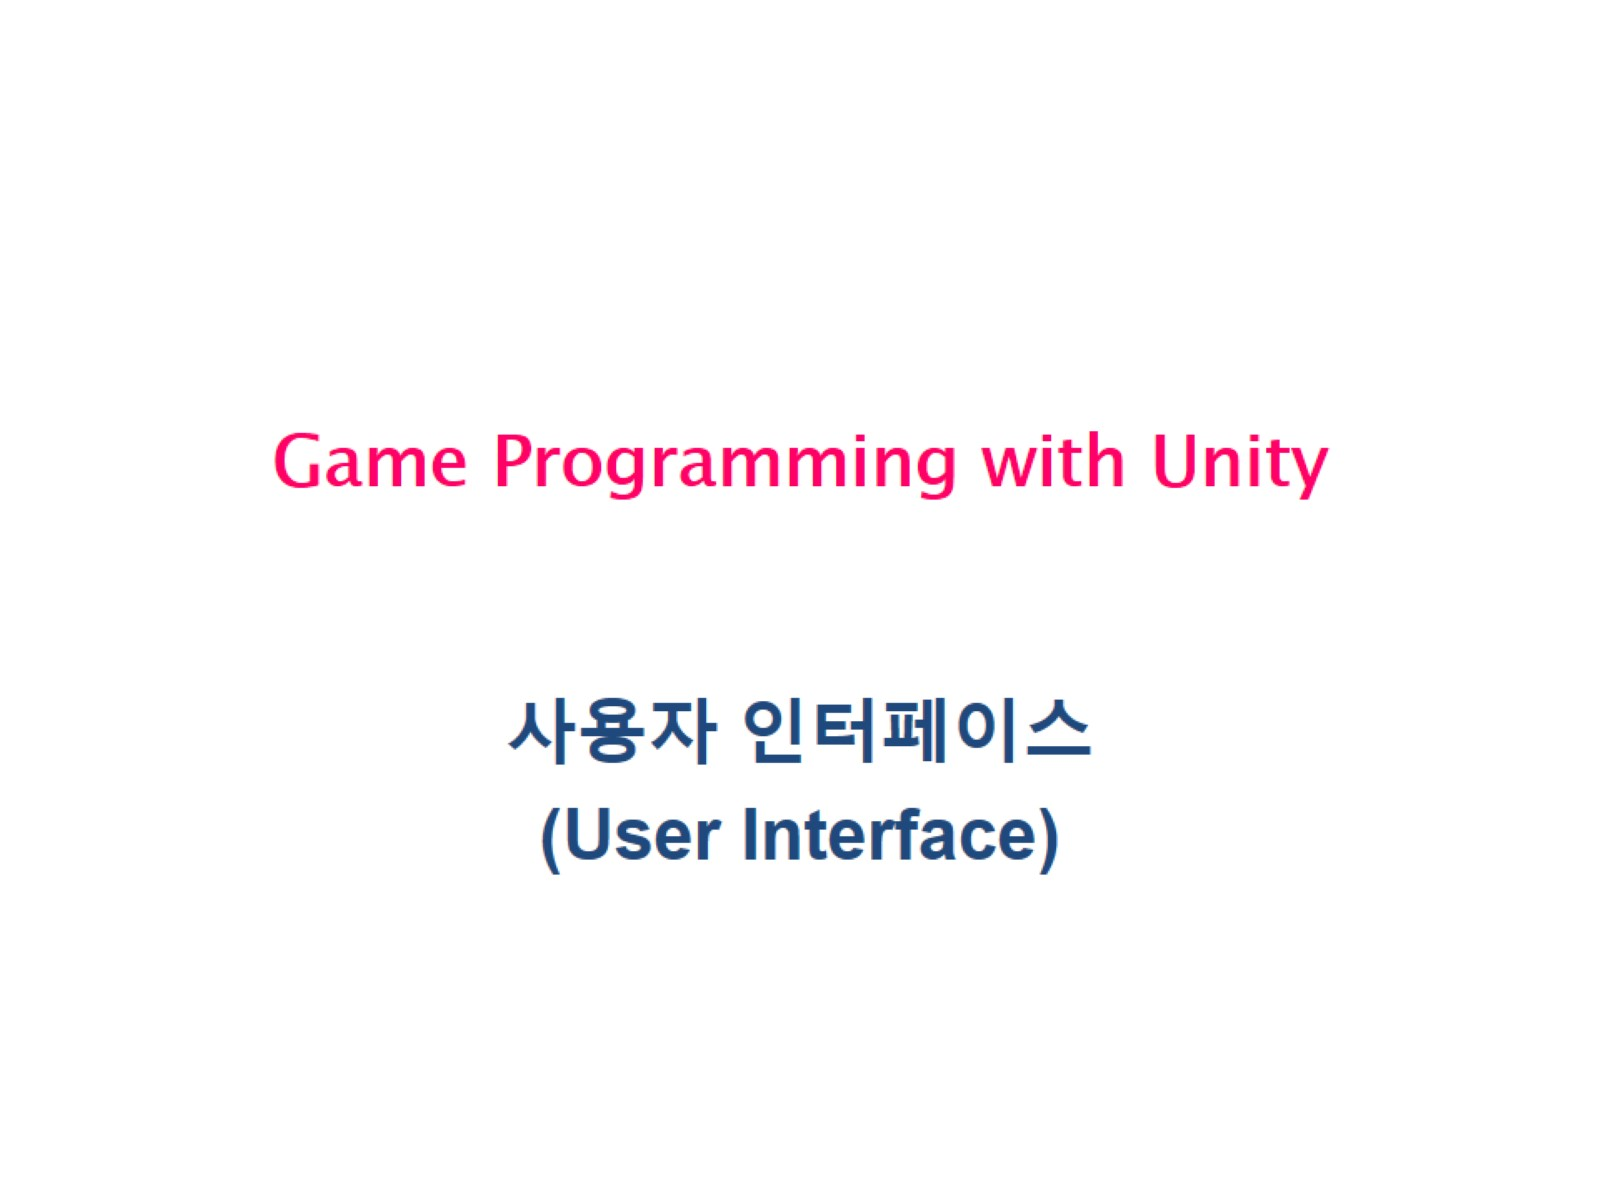 Game Programming with Unity
사용자 인터페이스
(User Interface)